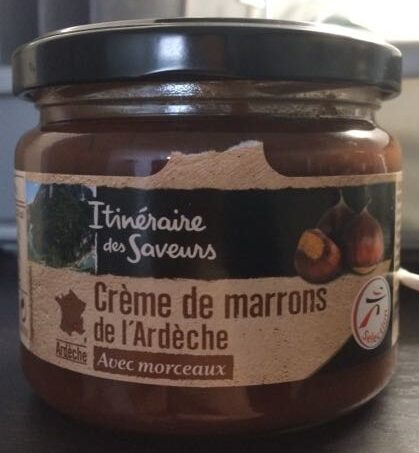 Itinéraire
des Saveurs
Crème de marrons
de l'Ardèche
Ardèche
Avec morceaux